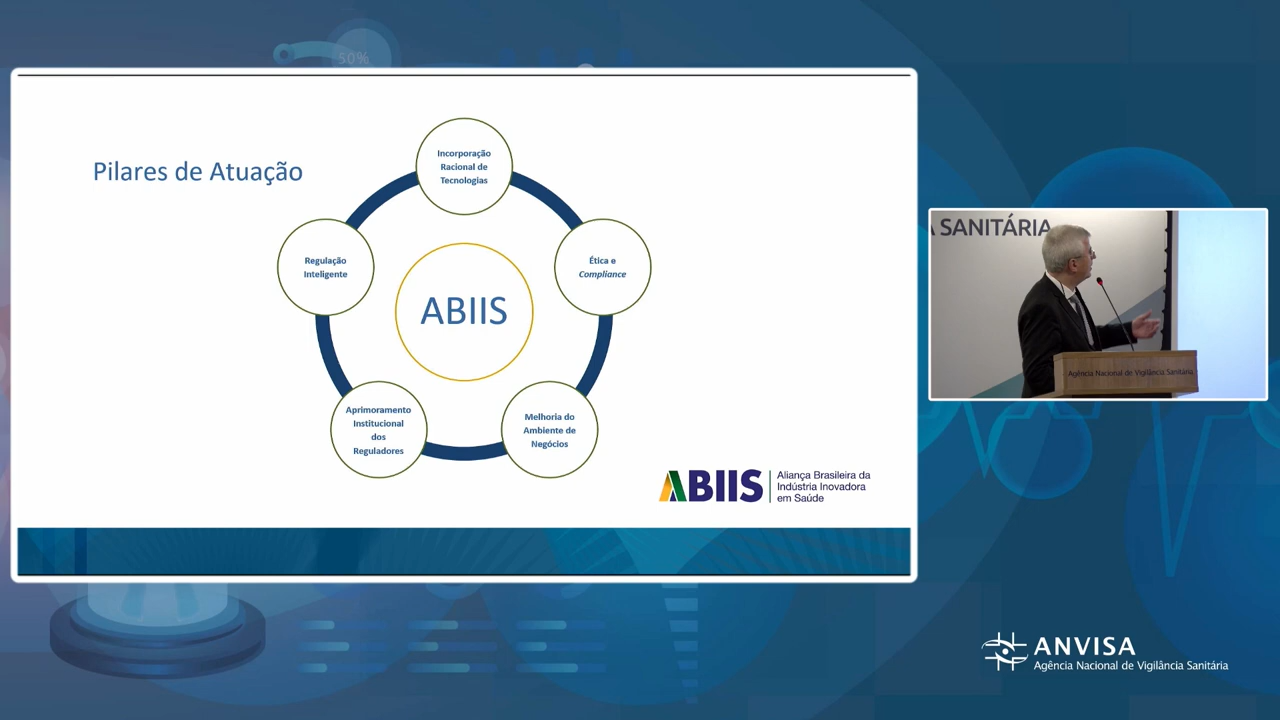 50%
Pilares de Atuação
Incorporação
Racional de
Tecnologias
Regulação
Inteligente
Ética e
Compliance
ABIIS
Aprimoramento
Institucional
dos
Reguladores
Melhoria do
Ambiente de
Negócios
ABIIS
Aliança Brasileira da
Indústria Inovadora
em Saúde
A SANITÁRIA
Agência Nacional de Vigilância Sanitária
ANVISA
Agência Nacional de Vigilância Sanitária